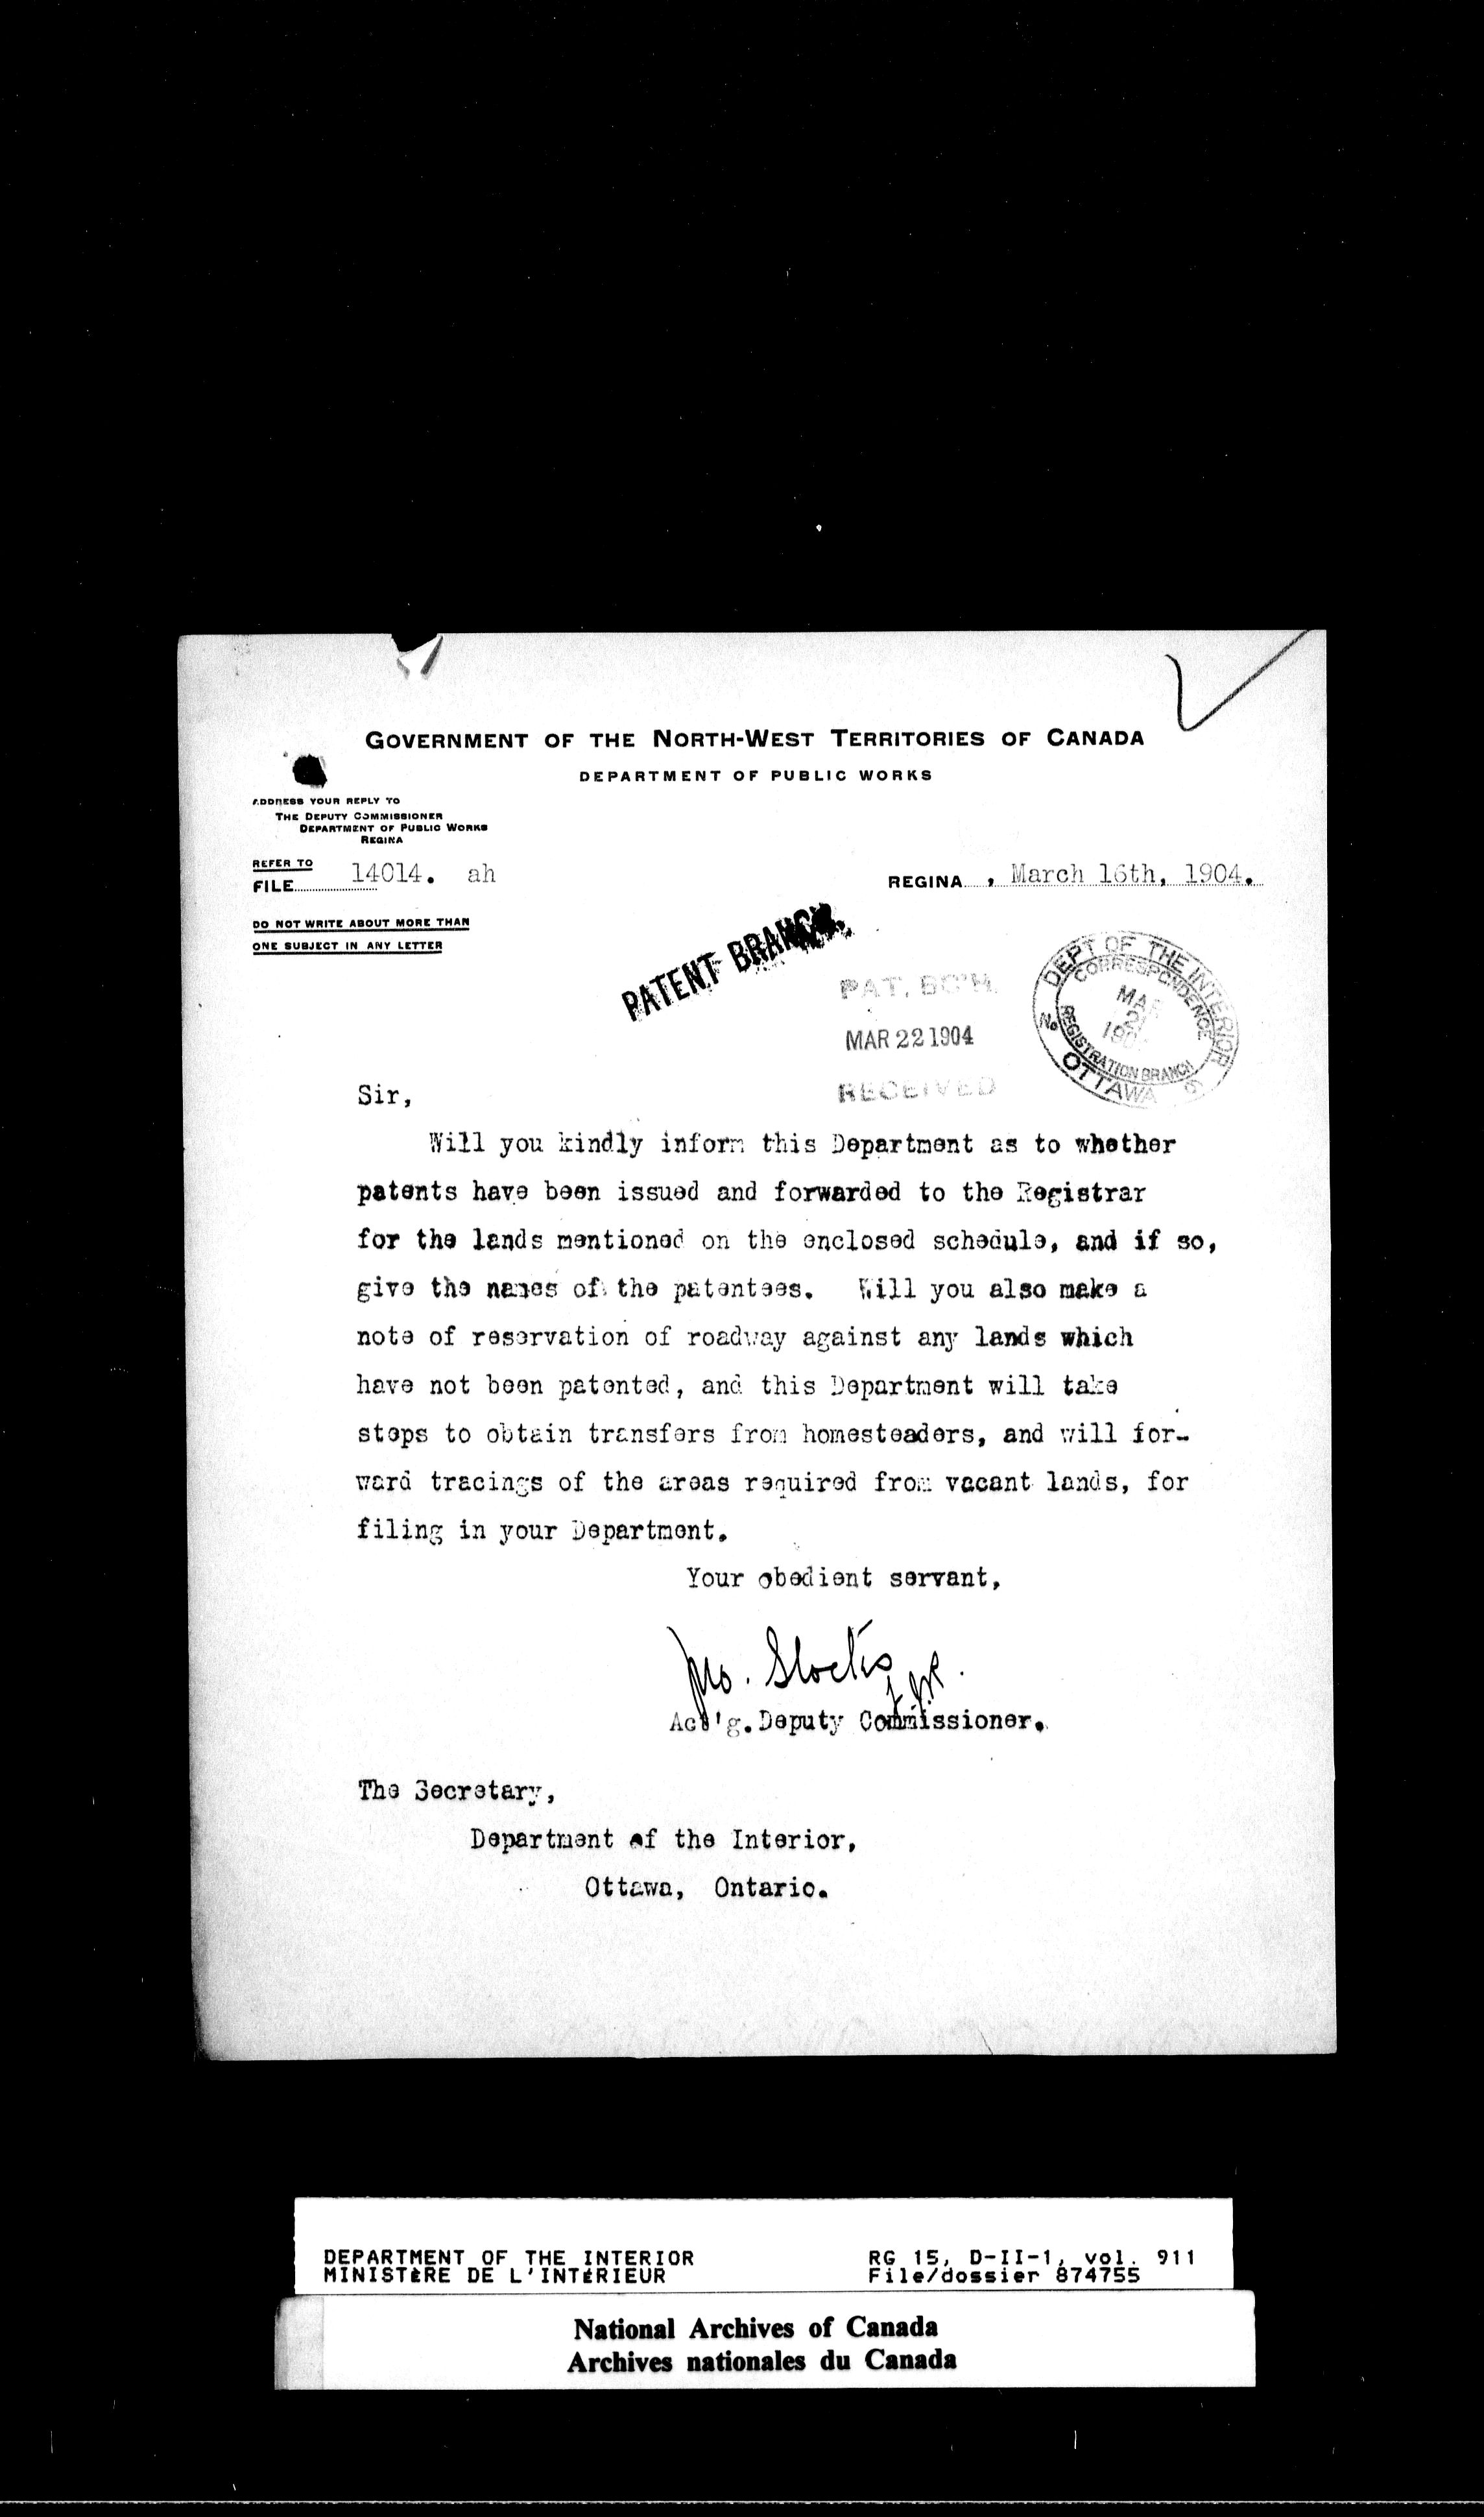 GOVERNMENT OF THE NORTH-WEST TERRITORIES OF CANADA
DEPARTMENT OF PUBLIC WORKS
ADDRESS YOUR REPLY TO
THE DEPUTY COMMISSIONER
DEPARTMENT OF PUBLIC WORKS
REGINA
REFER TO
FILE 14014. ah
REGINA, March 16th, 1904.
DO NOT WRITE ABOUT MORE THAN
ONE SUBJECT IN ANY LETTER
PATENT BRANCH.
PAT. BC'H.
MAR 22 1904
RECEIVED
DEPT OF THE INTERIOR
CORRESPONDENCE
MAR
21
REGISTRATION BRANCH
OTTAWA
No
Sir,
Will you kindly inform this Department as to whether
patents have been issued and forwarded to the Registrar
for the lands mentioned on the enclosed schedule, and if so,
give the names of the patentees. Will you also make a
note of reservation of roadway against any lands which
have not been patented, and this Department will take
steps to obtain transfers from homesteaders, and will for-
ward tracings of the areas required from vacant lands, for
filing in your Department.
Your obedient servant,
Jno. Stocks
Act'g. Deputy Commissioner.
The Secretary,
Department of the Interior,
Ottawa, Ontario.
DEPARTMENT OF THE INTERIOR
MINISTÈRE DE L'INTÉRIEUR
RG 15, D-II-1, vol. 911
File/dossier 874755
National Archives of Canada
Archives nationales du Canada